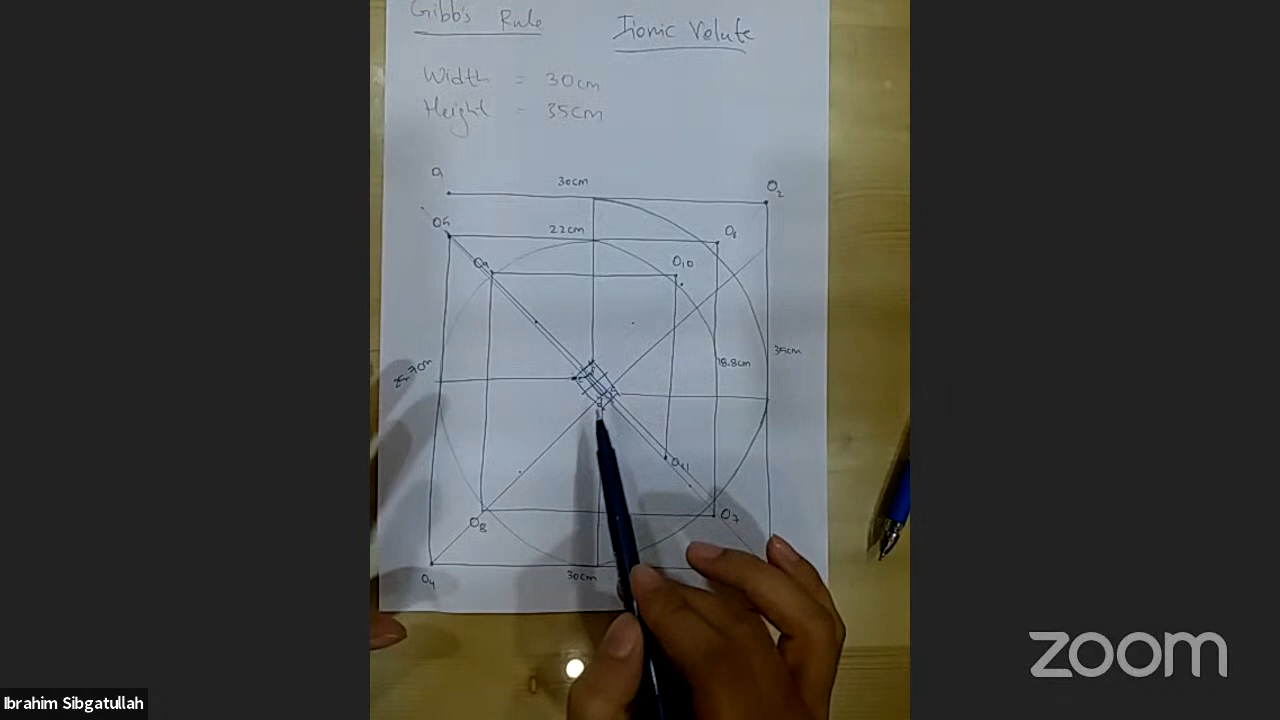 Gibb's Rule
Ionic Volute
Width = 30cm
Height = 35cm
O2
30cm
O5
22cm
O6
O9
O10
35cm
18.8cm
O11
O8
O7
O4
30cm
zoom
Ibrahim Sibgatullah